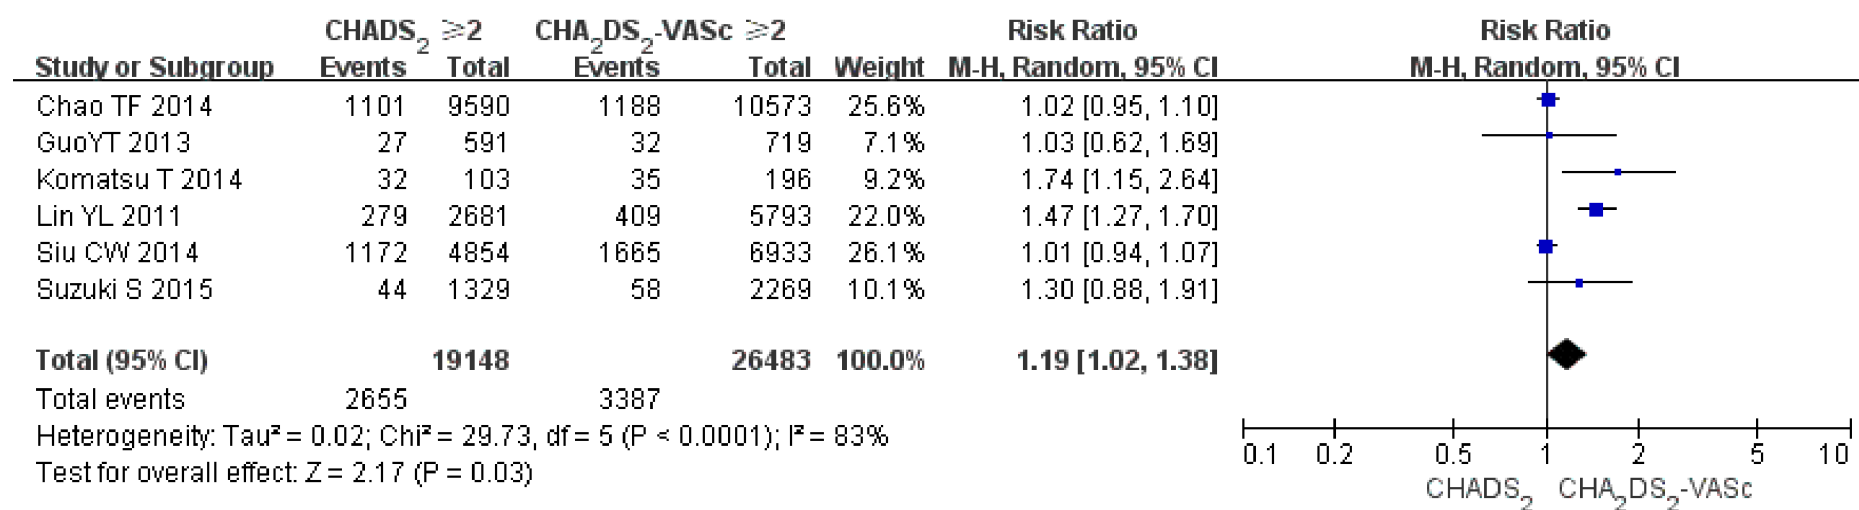 CHADS₂ ⩾2 CHA₂DS₂-VASc ⩾2 Risk Ratio Risk Ratio
Study or Subgroup Events Total Events Total Weight M-H, Random, 95% CI M-H, Random, 95% CI
Chao TF 2014 1101 9590 1188 10573 25.6% 1.02 [0.95, 1.10]
GuoYT 2013 27 591 32 719 7.1% 1.03 [0.62, 1.69]
Komatsu T 2014 32 103 35 196 9.2% 1.74 [1.15, 2.64]
Lin YL 2011 279 2681 409 5793 22.0% 1.47 [1.27, 1.70]
Siu CW 2014 1172 4854 1665 6933 26.1% 1.01 [0.94, 1.07]
Suzuki S 2015 44 1329 58 2269 10.1% 1.30 [0.88, 1.91]
Total (95% CI) 19148 26483 100.0% 1.19 [1.02, 1.38]
Total events 2655 3387
Heterogeneity: Tau² = 0.02; Chi² = 29.73, df = 5 (P < 0.0001); I² = 83%
Test for overall effect: Z = 2.17 (P = 0.03)
0.1 0.2 0.5 1 2 5 10
CHADS₂ CHA₂DS₂-VASc